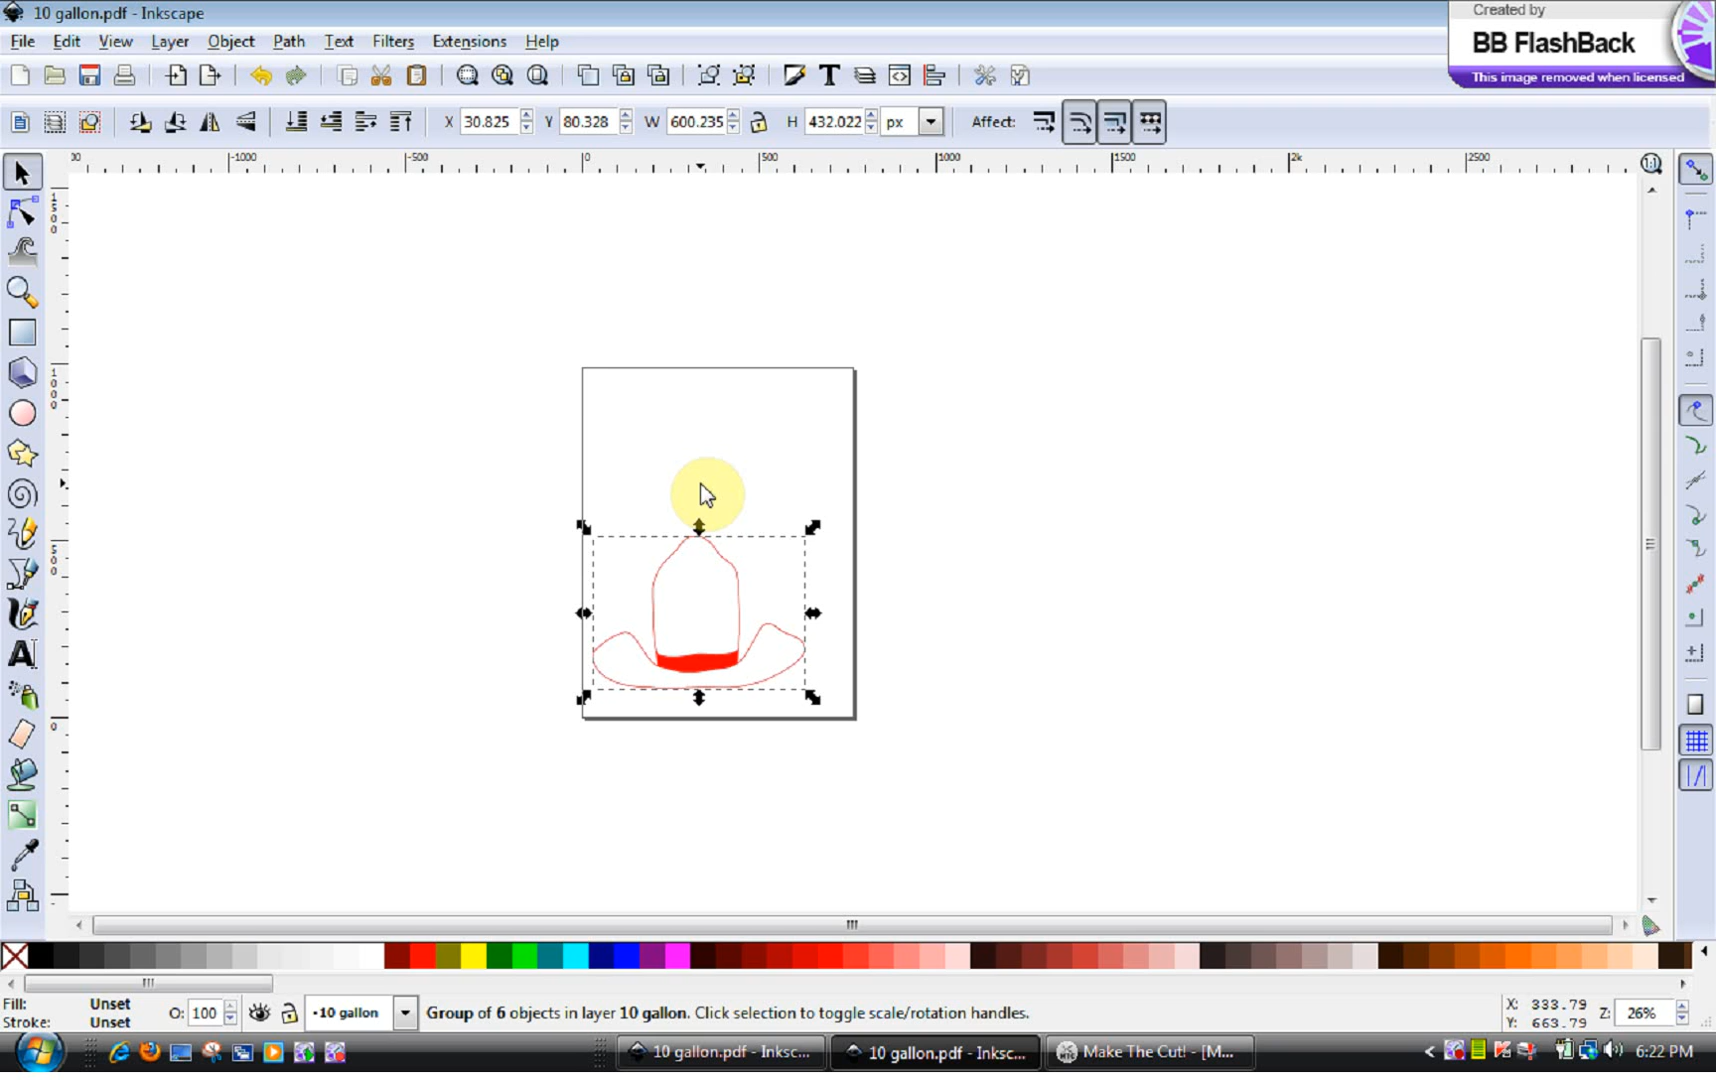 10 gallon.pdf - Inkscape
Created by
BB FlashBack
This image removed when licensed
File Edit View Layer Object Path Text Filters Extensions Help
X 30.825 Y 80.328 W 600.235 H 432.022 px Affect:
-1000 -500 0 500 1000 1500 2k 2500
1500
1000
500
0
Fill: Unset
Stroke: Unset
O: 100
·10 gallon
Group of 6 objects in layer 10 gallon. Click selection to toggle scale/rotation handles.
X: 333.79
Y: 663.79
Z: 26%
10 gallon.pdf - Inksc...
10 gallon.pdf - Inksc...
Make The Cut! - [M...
6:22 PM